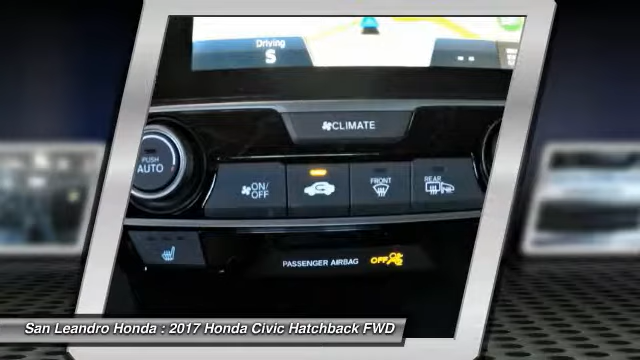 Driving
S
CLIMATE
PUSH
AUTO
ON/
OFF
FRONT
REAR
PASSENGER AIRBAG OFF
San Leandro Honda : 2017 Honda Civic Hatchback FWD